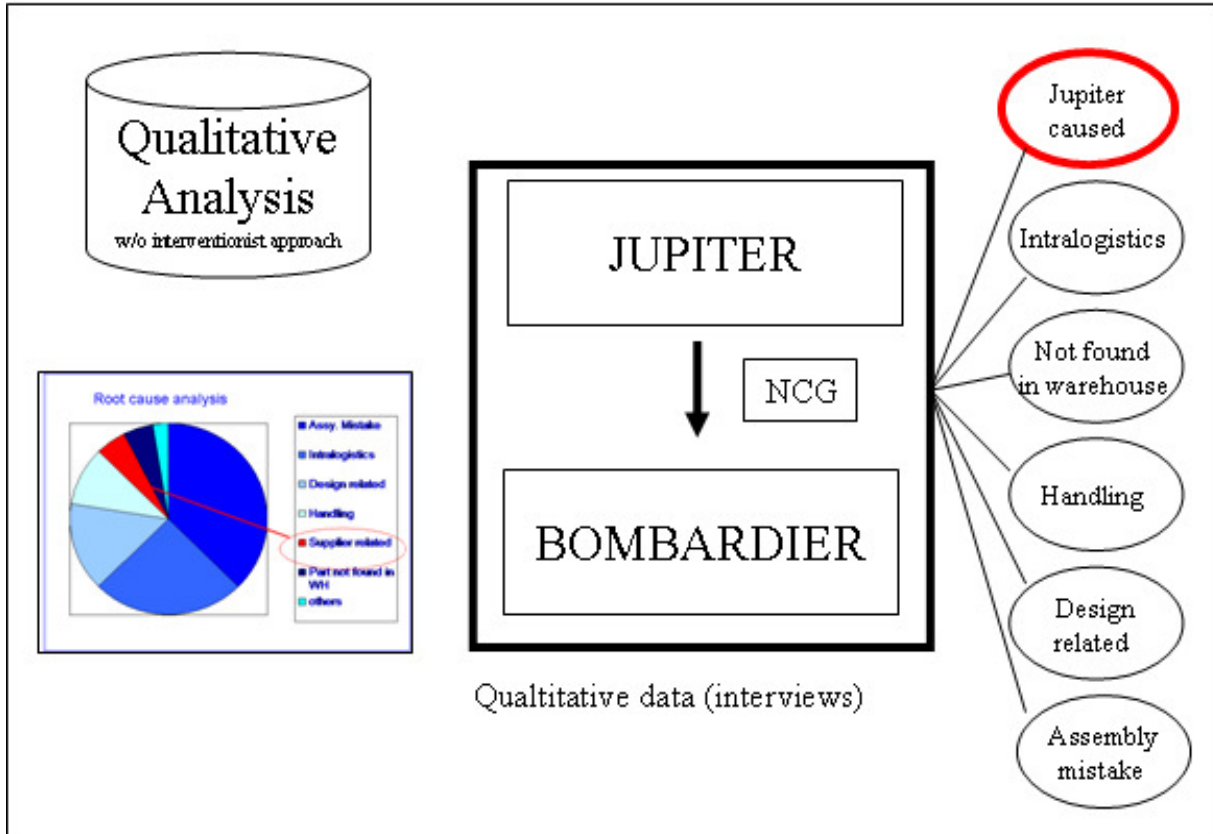 Qualitative
Analysis
w/o interventionist approach
Root cause analysis
Assy. Mistake
Intralogistics
Design related
Handling
Supplier related
Part not found in
WH
others
JUPITER
NCG
BOMBARDIER
Qualtitative data (interviews)
Jupiter
caused
Intralogistics
Not found
in warehouse
Handling
Design
related
Assembly
mistake